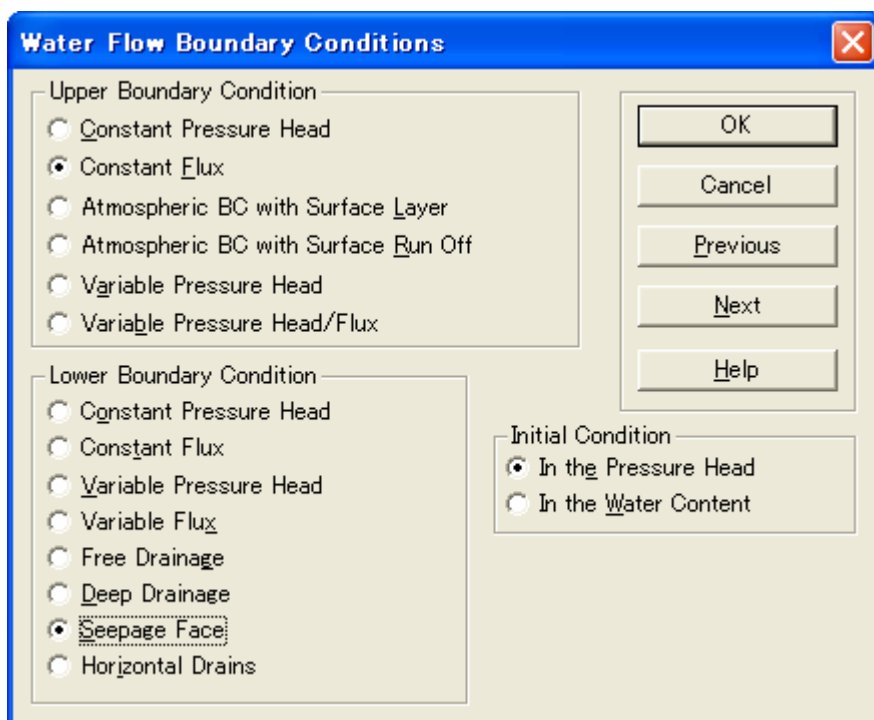 Water Flow Boundary Conditions
Upper Boundary Condition
Constant Pressure Head
Constant Flux
Atmospheric BC with Surface Layer
Atmospheric BC with Surface Run Off
Variable Pressure Head
Variable Pressure Head/Flux
Lower Boundary Condition
Constant Pressure Head
Constant Flux
Variable Pressure Head
Variable Flux
Free Drainage
Deep Drainage
Seepage Face
Horizontal Drains
OK
Cancel
Previous
Next
Help
Initial Condition
In the Pressure Head
In the Water Content